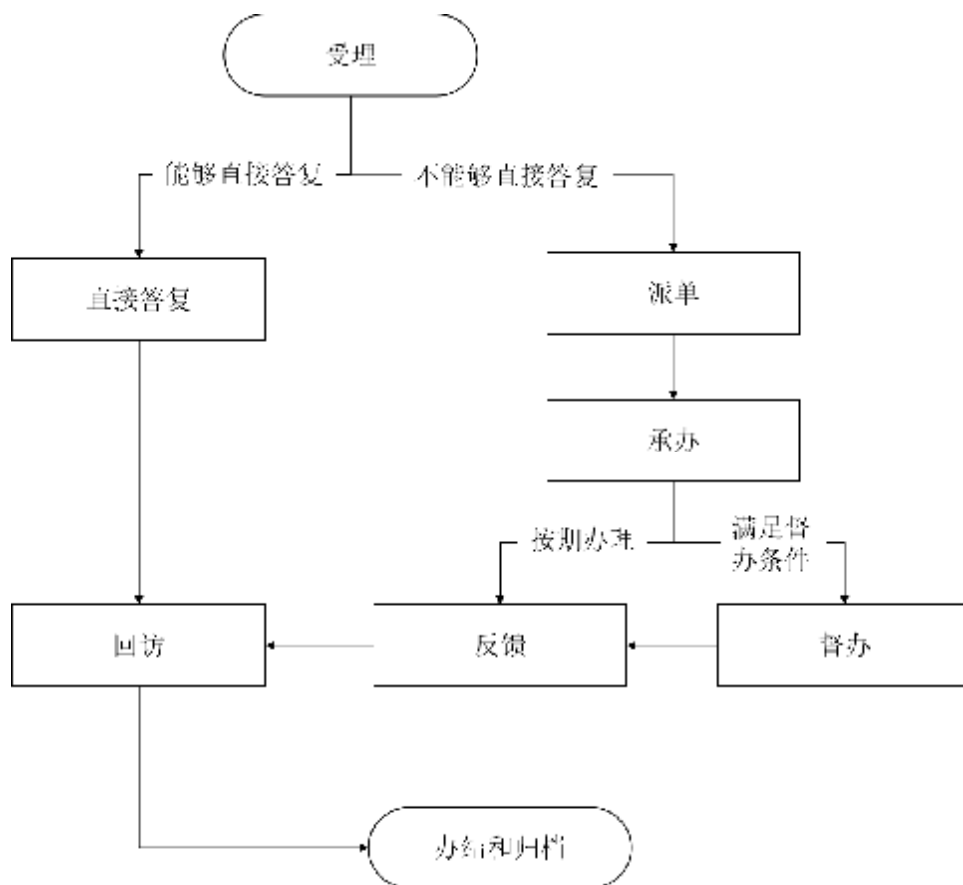 受理
能够直接答复
不能够直接答复
直接答复
派单
承办
按期办理
满足督
办条件
回访
反馈
督办
办结和归档